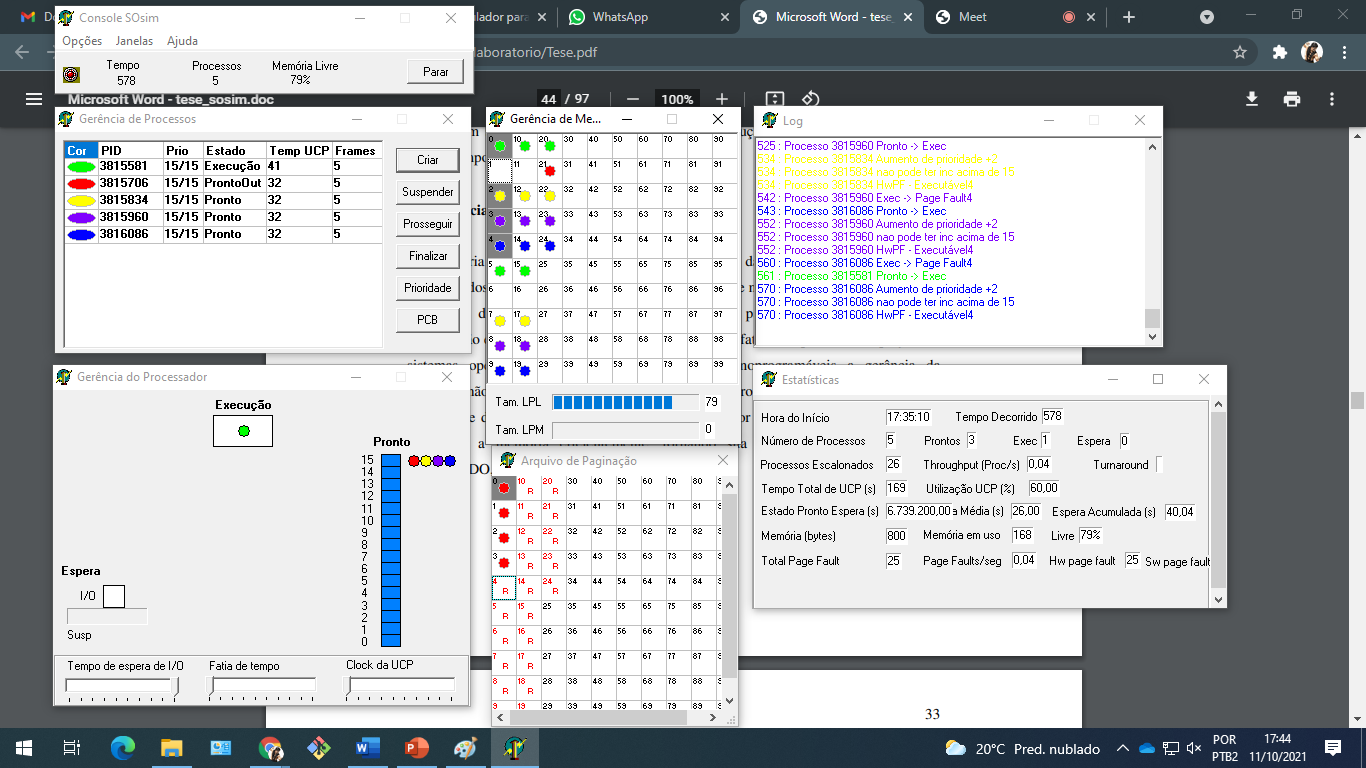 Do
ulador para
WhatsApp
Microsoft Word - tese_
Meet
laboratorio/Tese.pdf
Microsoft Word - tese_sosim.doc
44 / 97
100%
Console SOsim
Opções Janelas Ajuda
Tempo
578
Processos
5
Memória Livre
79%
Parar
Gerência de Processos
Cor PID Prio Estado Temp UCP Frames
3815581 15/15 Execução 41 5
3815706 15/15 ProntoOut 32 5
3815834 15/15 Pronto 32 5
3815960 15/15 Pronto 32 5
3816086 15/15 Pronto 32 5
Criar
Suspender
Prosseguir
Finalizar
Prioridade
PCB
Gerência de Me...
0 10 20 30 40 50 60 70 80 90
1 11 21 31 41 51 61 71 81 91
2 12 22 32 42 52 62 72 82 92
3 13 23 33 43 53 63 73 83 93
4 14 24 34 44 54 64 74 84 94
5 15 25 35 45 55 65 75 85 95
6 16 26 36 46 56 66 76 86 96
7 17 27 37 47 57 67 77 87 97
8 18 28 38 48 58 68 78 88 98
9 19 29 39 49 59 69 79 89 99
Tam. LPL 79
Tam. LPM 0
Log
525 : Processo 3815960 Pronto -> Exec
534 : Processo 3815834 Aumento de prioridade +2
534 : Processo 3815834 nao pode ter inc acima de 15
534 : Processo 3815834 HwPF - Executável4
542 : Processo 3815960 Exec -> Page Fault4
543 : Processo 3816086 Pronto -> Exec
552 : Processo 3815960 Aumento de prioridade +2
552 : Processo 3815960 nao pode ter inc acima de 15
552 : Processo 3815960 HwPF - Executável4
560 : Processo 3816086 Exec -> Page Fault4
561 : Processo 3815581 Pronto -> Exec
570 : Processo 3816086 Aumento de prioridade +2
570 : Processo 3816086 nao pode ter inc acima de 15
570 : Processo 3816086 HwPF - Executável4
Gerência do Processador
Execução
Pronto
15
14
13
12
11
10
9
8
7
6
5
4
3
2
1
0
Espera
I/O
Susp
Tempo de espera de I/O Fatia de tempo Clock da UCP
Arquivo de Paginação
0 10 R 20 R 30 40 50 60 70 80
1 11 R 21 R 31 41 51 61 71 81
2 12 R 22 R 32 42 52 62 72 82
3 13 R 23 R 33 43 53 63 73 83
4 R 14 R 24 R 34 44 54 64 74 84
5 R 15 R 25 35 45 55 65 75 85
6 R 16 R 26 36 46 56 66 76 86
7 R 17 R 27 37 47 57 67 77 87
8 R 18 R 28 38 48 58 68 78 88
9 19 29 39 49 59 69 79 89
Estatísticas
Hora do Início 17:35:10 Tempo Decorrido 578
Número de Processos 5 Prontos 3 Exec 1 Espera 0
Processos Escalonados 26 Throughput (Proc/s) 0,04 Turnaround
Tempo Total de UCP (s) 169 Utilização UCP (%) 60,00
Estado Pronto Espera (s) 6.739.200,00 a Média (s) 26,00 Espera Acumulada (s) 40,04
Memória (bytes) 800 Memória em uso 168 Livre 79%
Total Page Fault 25 Page Faults/seg 0,04 Hw page fault 25 Sw page fault
33
20°C Pred. nublado
POR
PTB2
17:44
11/10/2021